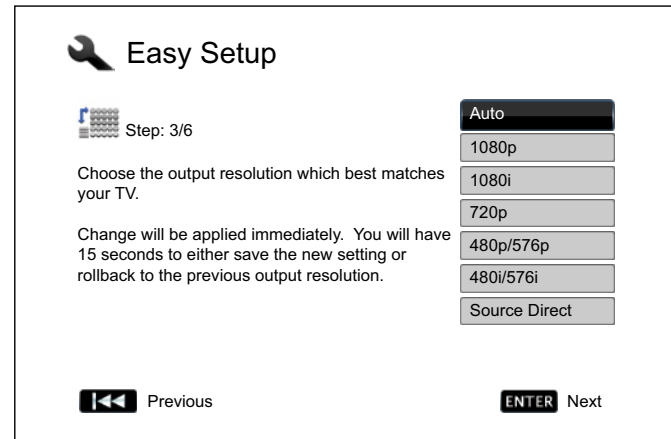 Easy Setup
Step: 3/6
Choose the output resolution which best matches
your TV.
Change will be applied immediately.  You will have
15 seconds to either save the new setting or
rollback to the previous output resolution.
Auto
1080p
1080i
720p
480p/576p
480i/576i
Source Direct
Previous
ENTER Next